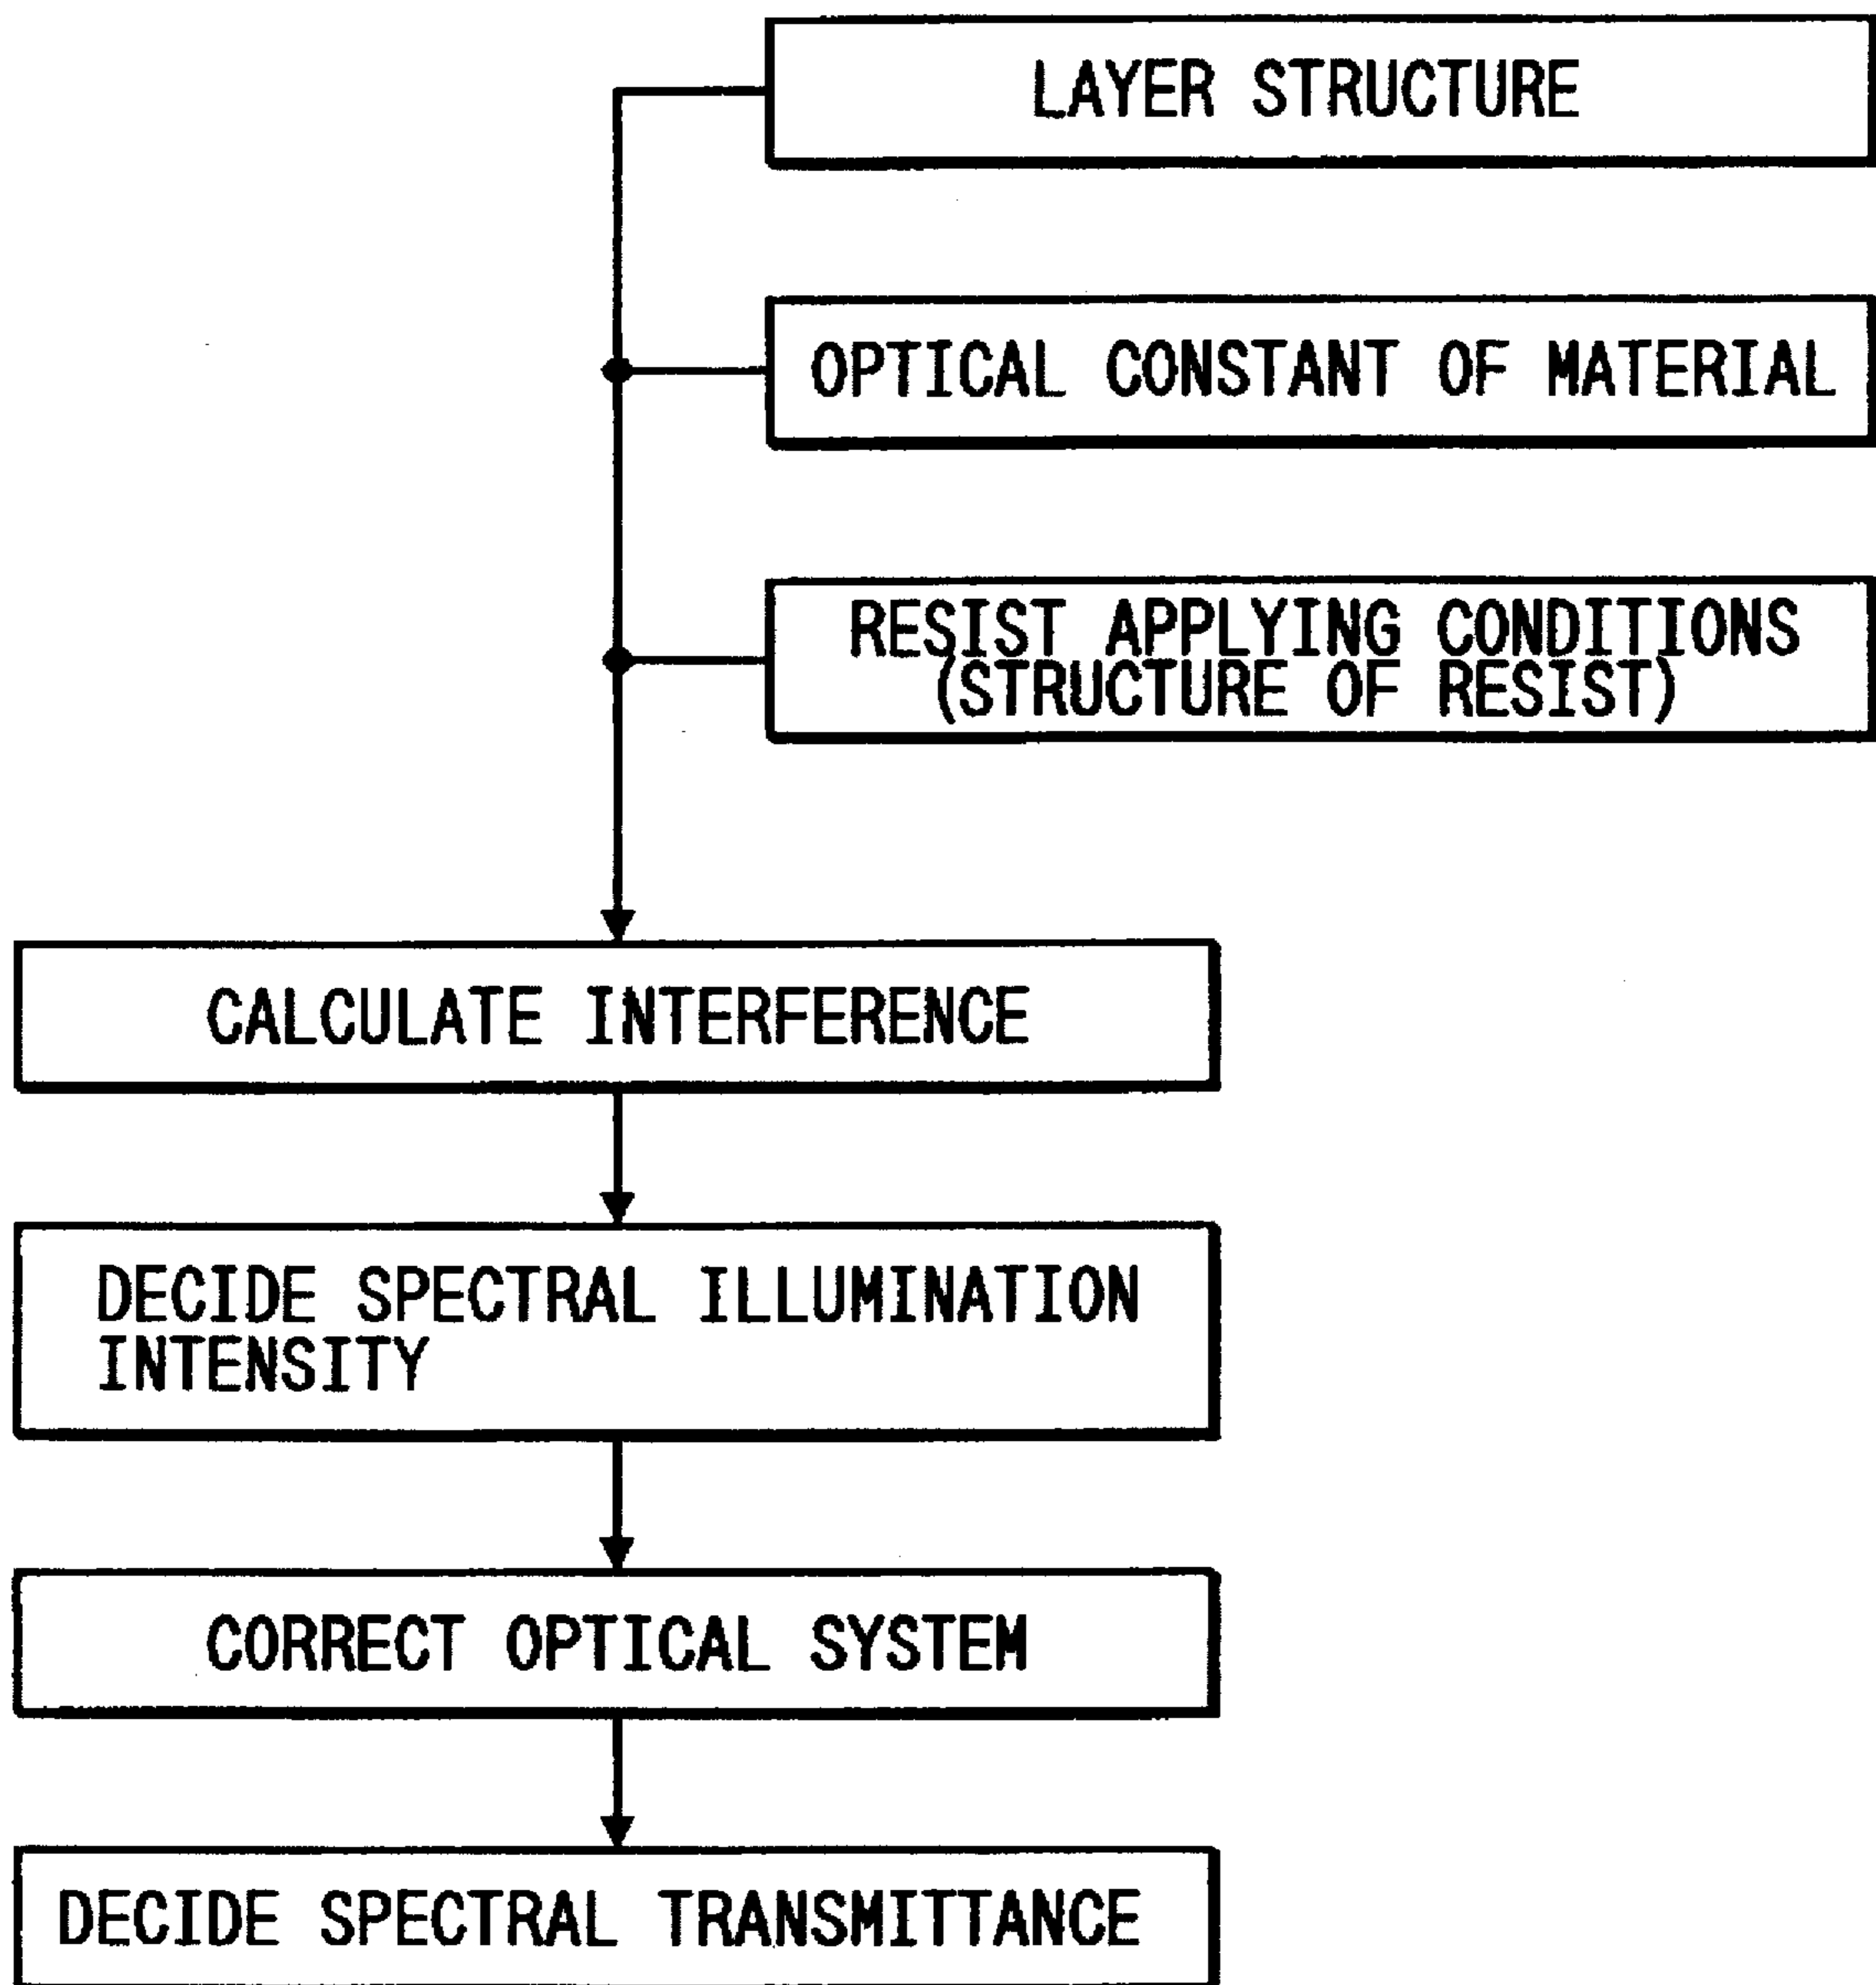 LAYER STRUCTURE
OPTICAL CONSTANT OF MATERIAL
RESIST APPLYING CONDITIONS
(STRUCTURE OF RESIST)
CALCULATE INTERFERENCE
DECIDE SPECTRAL ILLUMINATION
INTENSITY
CORRECT OPTICAL SYSTEM
DECIDE SPECTRAL TRANSMITTANCE